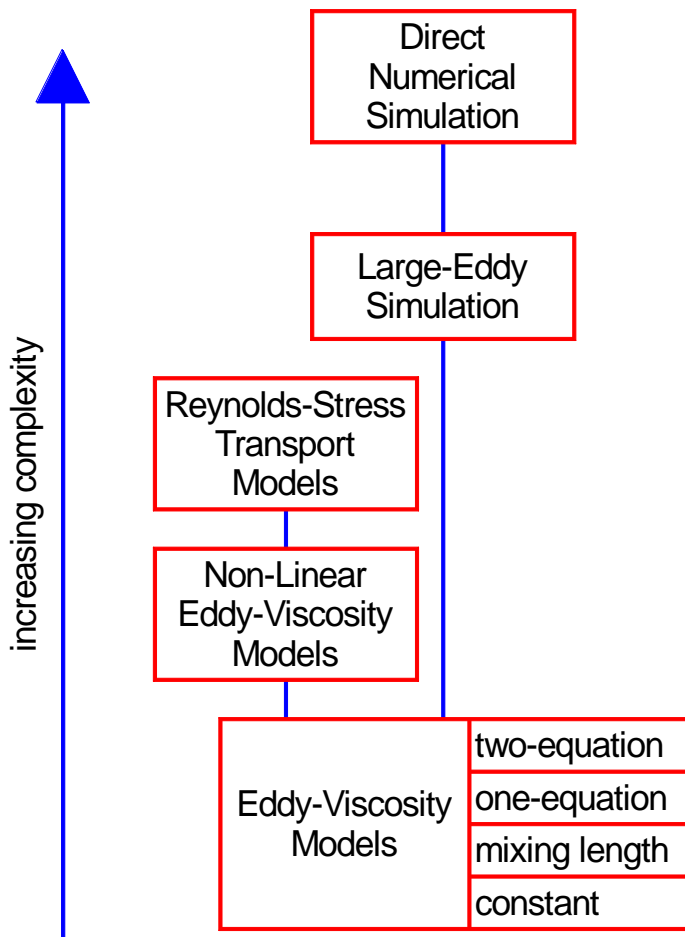 Direct
Numerical
Simulation
Large-Eddy
Simulation
increasing complexity
Reynolds-Stress
Transport
Models
Non-Linear
Eddy-Viscosity
Models
Eddy-Viscosity
Models
two-equation
one-equation
mixing length
constant